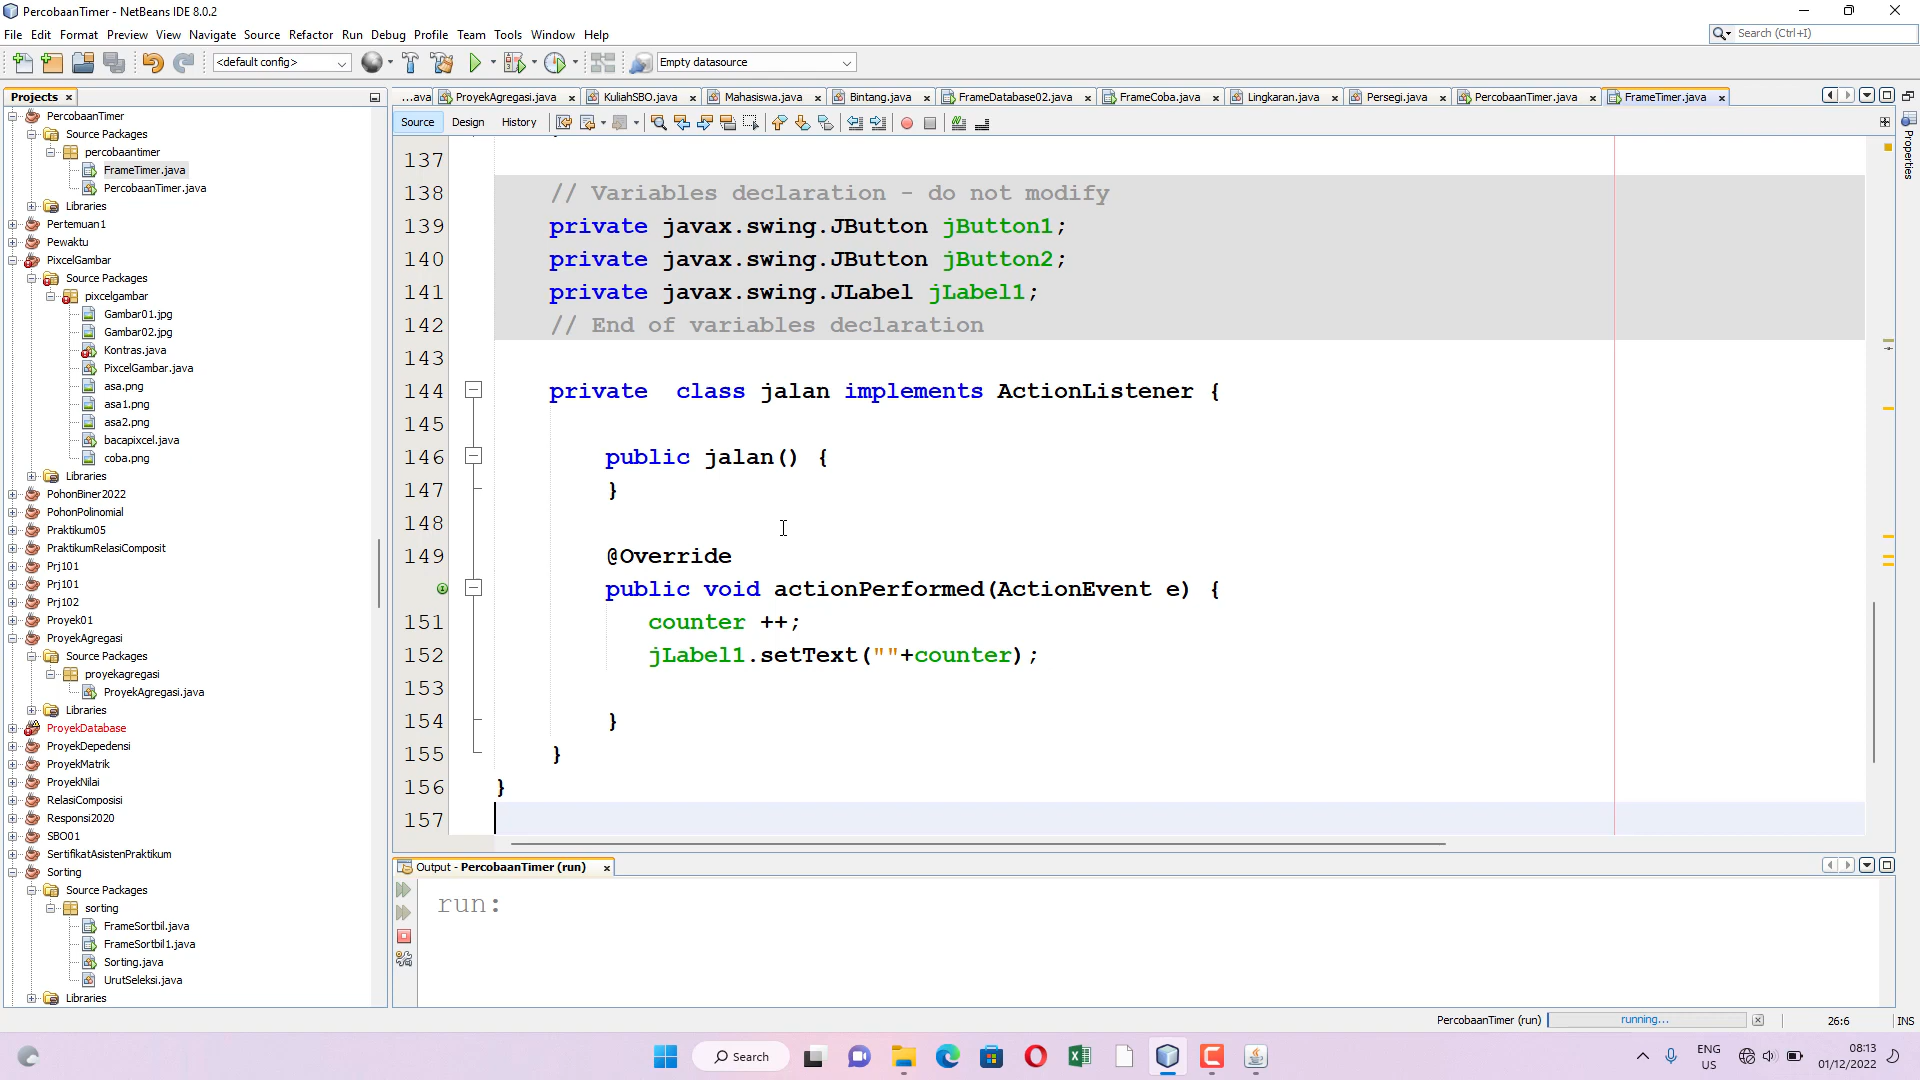 PercobaanTimer - NetBeans IDE 8.0.2
File Edit Format Preview View Navigate Source Refactor Run Debug Profile Team Tools Window Help
Search (Ctrl+I)
<default config>
Empty datasource
Projects
...ava ProyekAgregasi.java KuliahSBO.java Mahasiswa.java Bintang.java FrameDatabase02.java FrameCoba.java Lingkaran.java Persegi.java PercobaanTimer.java FrameTimer.java
Source Design History
PercobaanTimer
Source Packages
percobaantimer
FrameTimer.java
PercobaanTimer.java
Libraries
Pertemuan1
Pewaktu
PixcelGambar
Source Packages
pixcelgambar
Gambar01.jpg
Gambar02.jpg
Kontras.java
PixcelGambar.java
asa.png
asa1.png
asa2.png
bacapixcel.java
coba.png
Libraries
PohonBiner2022
PohonPolinomial
Praktikum05
PraktikumRelasiComposit
Prj101
Prj101
Prj102
Proyek01
ProyekAgregasi
Source Packages
proyekagregasi
ProyekAgregasi.java
Libraries
ProyekDatabase
ProyekDepedensi
ProyekMatrik
ProyekNilai
RelasiComposisi
Responsi2020
SBO01
SertifikatAsistenPraktikum
Sorting
Source Packages
sorting
FrameSortbil.java
FrameSortbil1.java
Sorting.java
UrutSeleksi.java
Libraries
137
138 // Variables declaration - do not modify
139 private javax.swing.JButton jButton1;
140 private javax.swing.JButton jButton2;
141 private javax.swing.JLabel jLabel1;
142 // End of variables declaration
143
144 private  class jalan implements ActionListener {
145
146 public jalan() {
147 }
148
149 @Override
public void actionPerformed(ActionEvent e) {
151 counter ++;
152 jLabel1.setText(""+counter);
153
154 }
155 }
156 }
157
Properties
Output - PercobaanTimer (run)
run:
PercobaanTimer (run) running... 26:6 INS
Search
ENG
US
08:13
01/12/2022